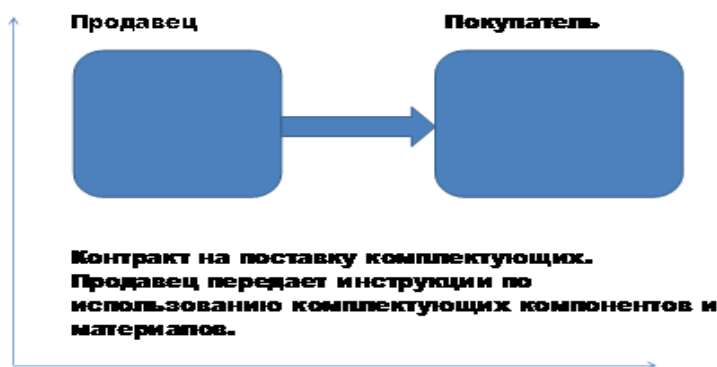 Продавец
Покупатель
Контракт на поставку комплектующих.
Продавец передает инструкции по
использованию комплектующих компонентов и
материалов.